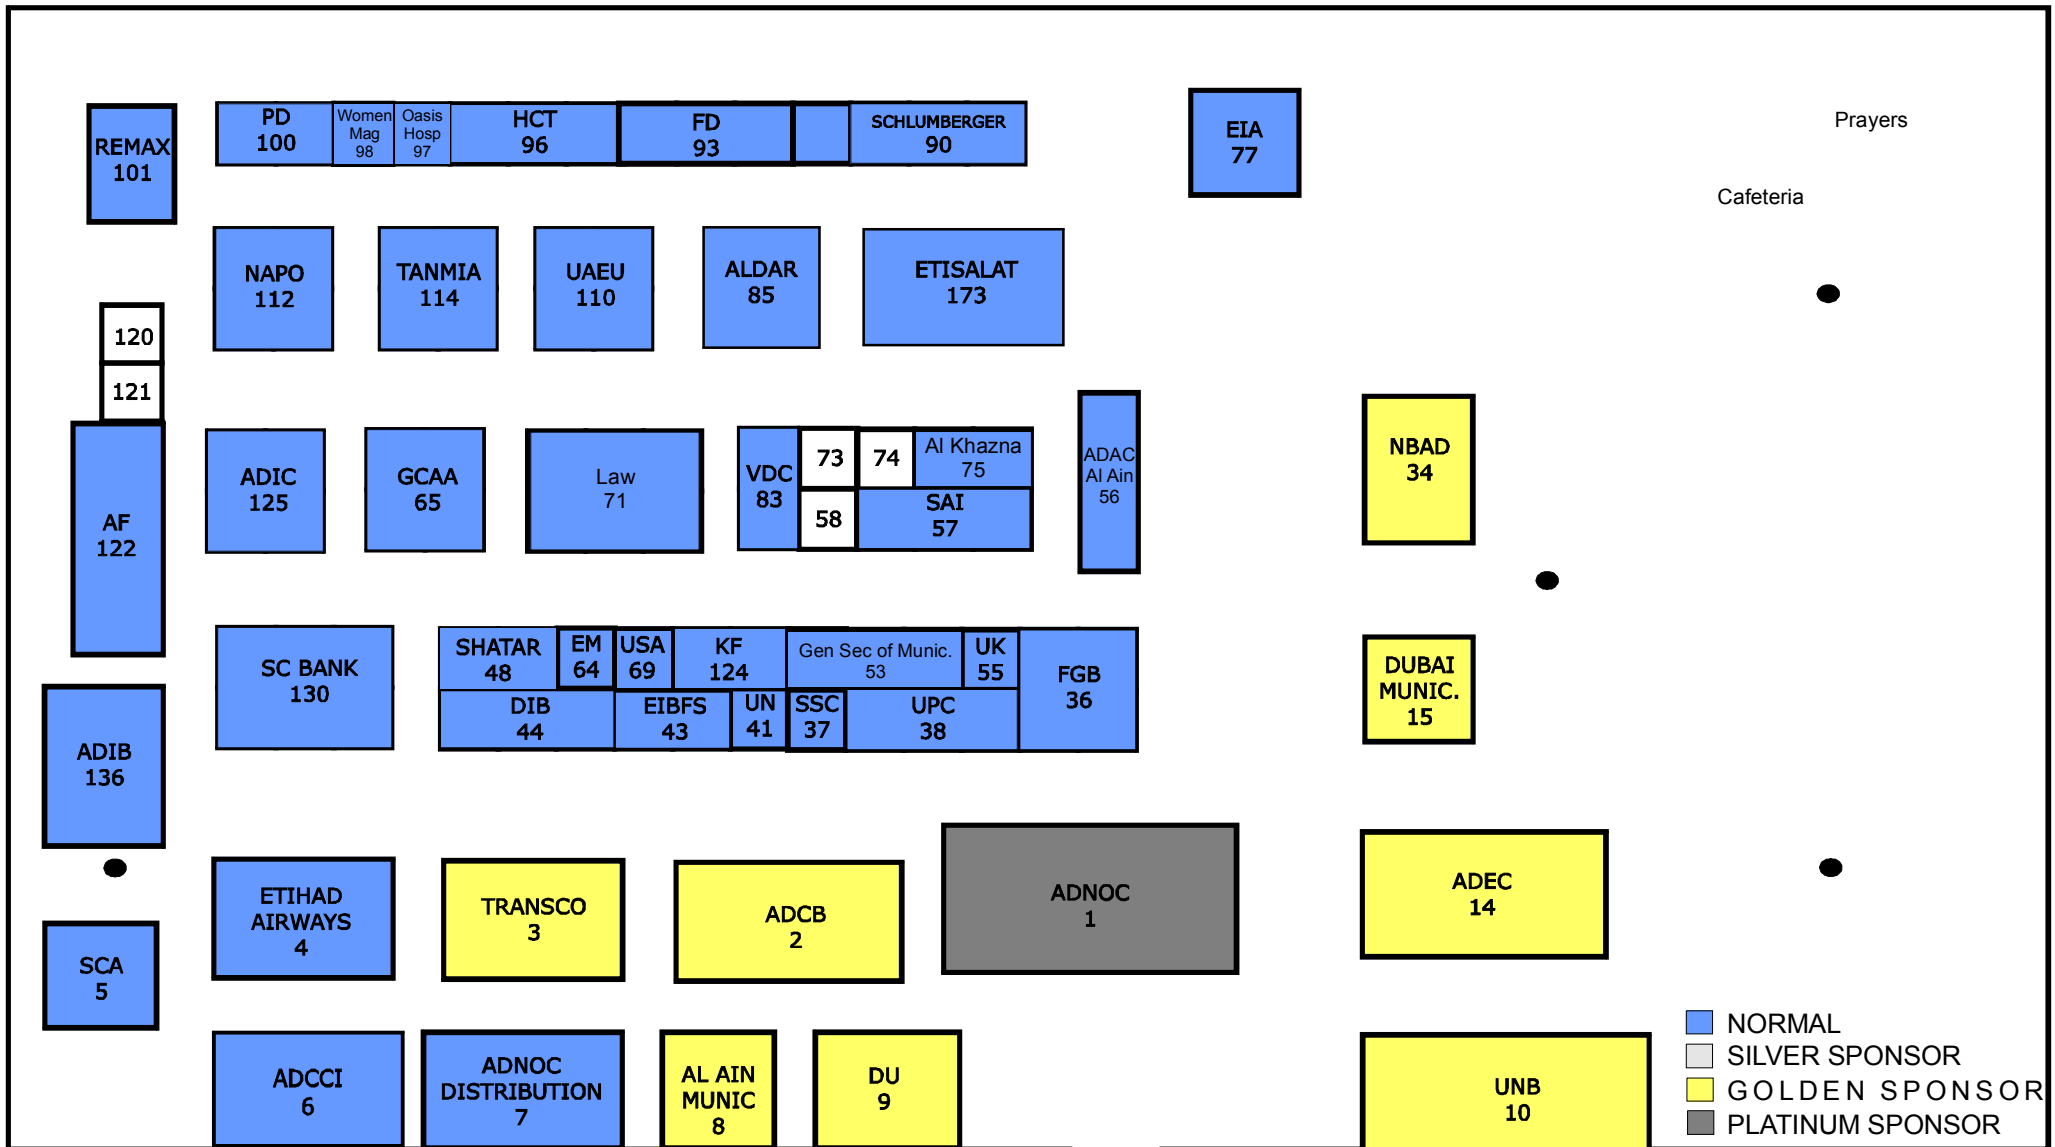 REMAX
101
PD
100
Women
Mag
98
Oasis
Hosp
97
HCT
96
FD
93
SCHLUMBERGER
90
EIA
77
Prayers
Cafeteria
NAPO
112
TANMIA
114
UAEU
110
ALDAR
85
ETISALAT
173
120
121
AF
122
ADIC
125
GCAA
65
Law
71
VDC
83
73
74
Al Khazna
75
58
SAI
57
ADAC
Al Ain
56
NBAD
34
SC BANK
130
SHATAR
48
EM
64
USA
69
KF
124
Gen Sec of Munic.
53
UK
55
FGB
36
DIB
44
EIBFS
43
UN
41
SSC
37
UPC
38
DUBAI
MUNIC.
15
ADIB
136
ETIHAD
AIRWAYS
4
TRANSCO
3
ADCB
2
ADNOC
1
ADEC
14
SCA
5
ADCCI
6
ADNOC
DISTRIBUTION
7
AL AIN
MUNIC
8
DU
9
UNB
10
NORMAL
SILVER SPONSOR
GOLDEN SPONSOR
PLATINUM SPONSOR